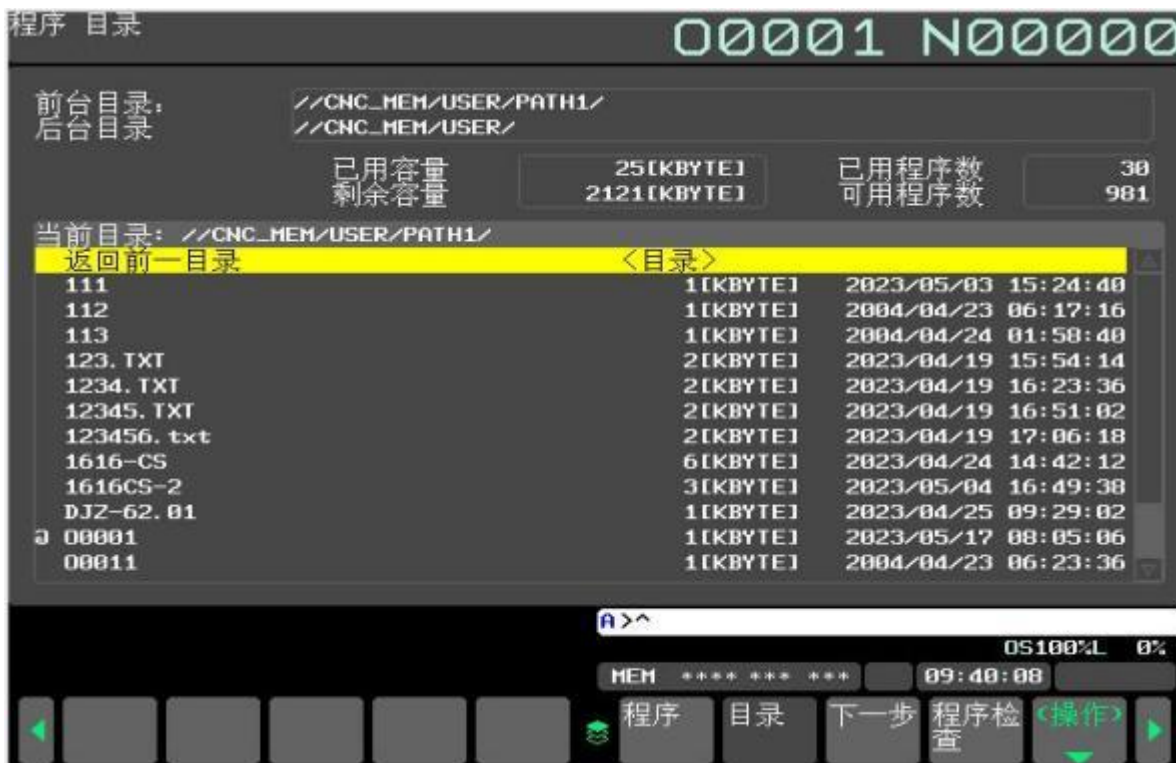 程序 目录
O0001 N00000
前台目录: //CNC_MEM/USER/PATH1/
后台目录 //CNC_MEM/USER/
已用容量 25[KBYTE] 已用程序数 30
剩余容量 2121[KBYTE] 可用程序数 981
当前目录: //CNC_MEM/USER/PATH1/
返回前一目录 <目录>
111 1[KBYTE] 2023/05/03 15:24:40
112 1[KBYTE] 2004/04/23 06:17:16
113 1[KBYTE] 2004/04/24 01:58:40
123.TXT 2[KBYTE] 2023/04/19 15:54:14
1234.TXT 2[KBYTE] 2023/04/19 16:23:36
12345.TXT 2[KBYTE] 2023/04/19 16:51:02
123456.txt 2[KBYTE] 2023/04/19 17:06:18
1616-CS 6[KBYTE] 2023/04/24 14:42:12
1616CS-2 3[KBYTE] 2023/05/04 16:49:38
DJZ-62.01 1[KBYTE] 2023/04/25 09:29:02
@ O0001 1[KBYTE] 2023/05/17 08:05:06
O0011 1[KBYTE] 2004/04/23 06:23:36
A>^
OS100%L 0%
MEM **** *** *** 09:40:08
程序 目录 下一步 程序检查 (操作)